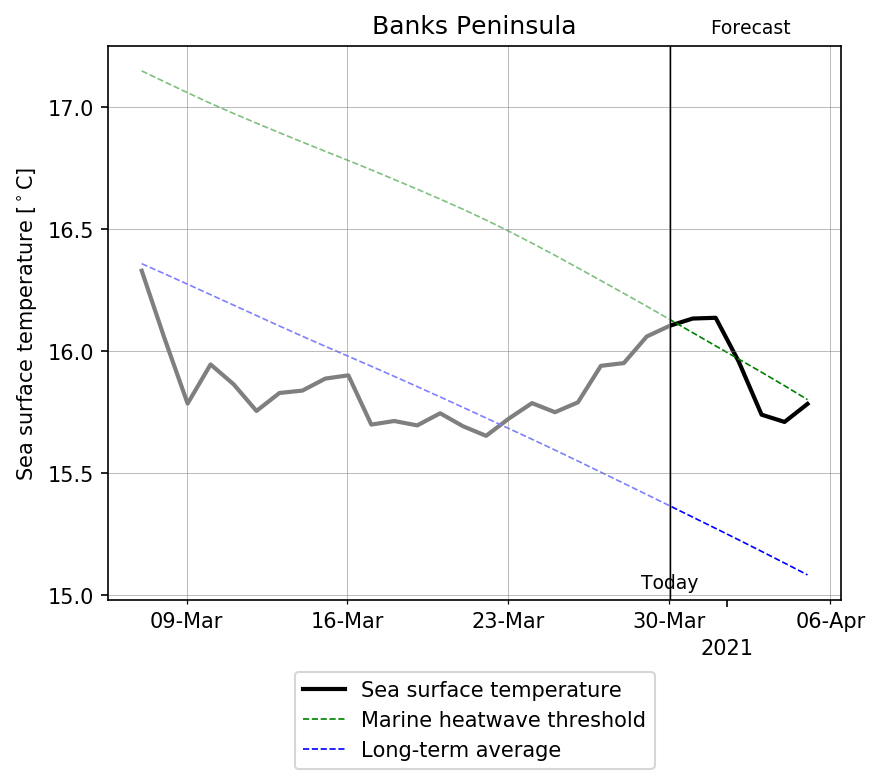 Banks Peninsula
Forecast
Sea surface temperature [°C]
17.0
16.5
16.0
15.5
15.0
Today
09-Mar
16-Mar
23-Mar
30-Mar
06-Apr
2021
Sea surface temperature
Marine heatwave threshold
Long-term average